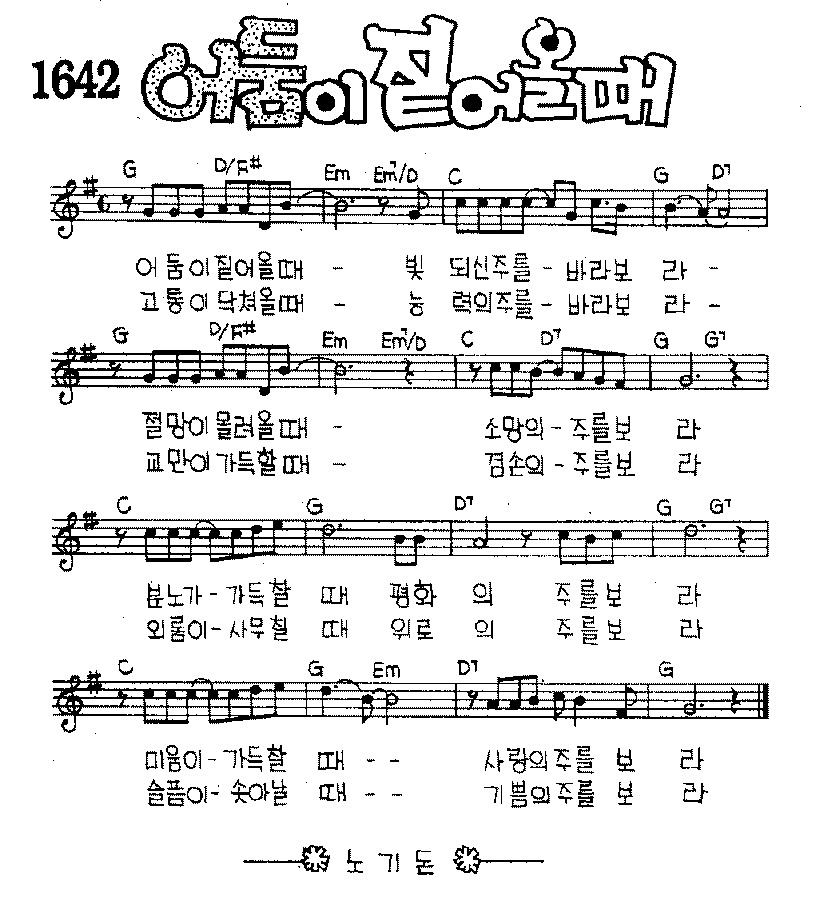 1642 어둠이 짙어올때
G D/F# Em Em7/D C G D7
어 둠 이 짙 어 올 때 - 빛 되신주를 - 바라보 라 -
고 통 이 닥쳐올때 - 능 력의주를 - 바라보 라 -
G D/F# Em Em7/D C D7 G G7
절망이 몰려올때 - 소망의 - 주를보 라
교만이 가득할때 - 겸손의 - 주를보 라
C G D7 G G7
분노가 - 가득할 때 평화 의 주를보 라
외롬이 - 사무칠 때 위로 의 주를보 라
C G Em D7 G
미움이 - 가득할 때 - - 사랑의주를 보 라
슬픔이 - 솟아날 때 - - 기쁨의주를 보 라
노 기 돈